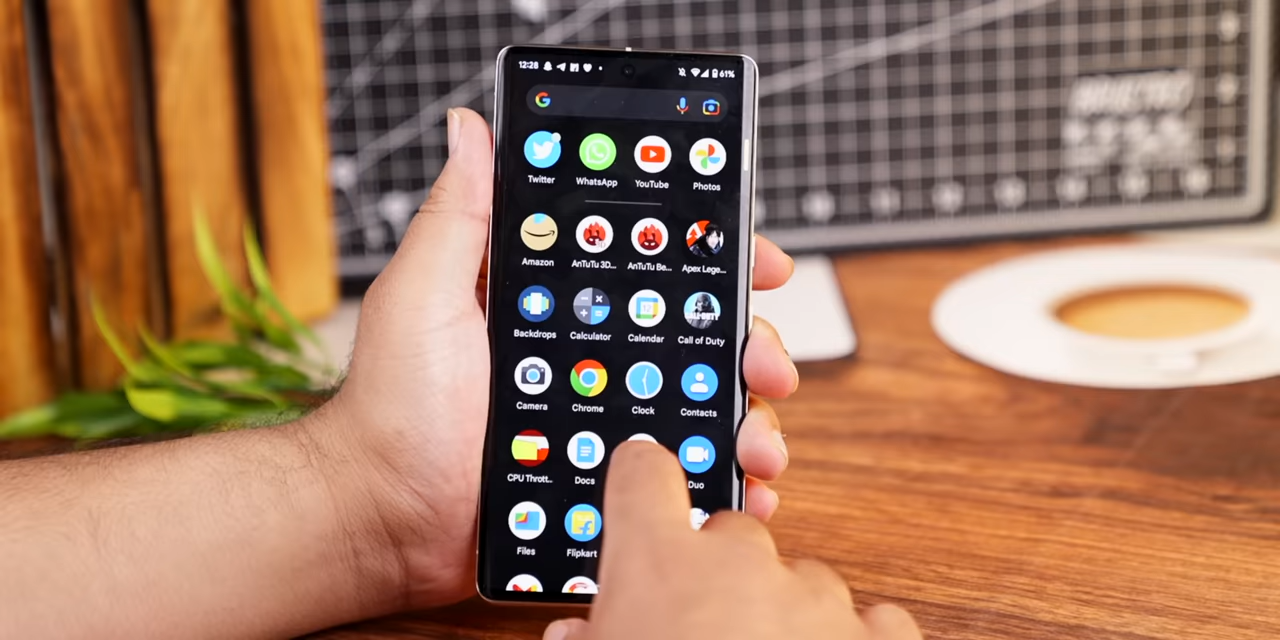 12:28 61%
Twitter WhatsApp YouTube Photos
Amazon AnTuTu 3D... AnTuTu Be... Apex Lege...
Backdrops Calculator Calendar Call of Duty
Camera Chrome Clock Contacts
CPU Thrott... Docs Duo
Files Flipkart